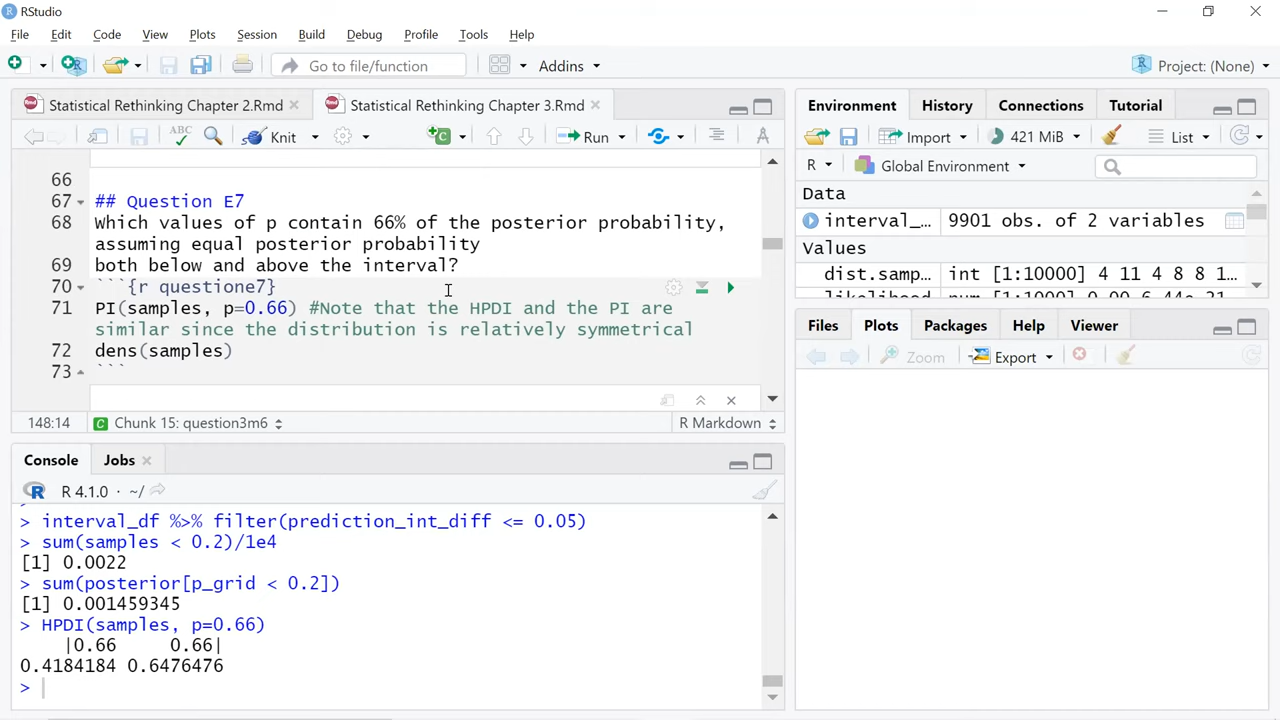 RStudio
File Edit Code View Plots Session Build Debug Profile Tools Help
Go to file/function Addins Project: (None)
Statistical Rethinking Chapter 2.Rmd Statistical Rethinking Chapter 3.Rmd
ABC Knit Run
66
67 ## Question E7
68 Which values of p contain 66% of the posterior probability,
assuming equal posterior probability
69 both below and above the interval?
70 ```{r questione7}
71 PI(samples, p=0.66) #Note that the HPDI and the PI are
similar since the distribution is relatively symmetrical
72 dens(samples)
73 ```
148:14 Chunk 15: question3m6 R Markdown
Console Jobs
R 4.1.0 · ~/
> interval_df %>% filter(prediction_int_diff <= 0.05)
> sum(samples < 0.2)/1e4
[1] 0.0022
> sum(posterior[p_grid < 0.2])
[1] 0.001459345
> HPDI(samples, p=0.66)
|0.66 0.66|
0.4184184 0.6476476
>
Environment History Connections Tutorial
Import 421 MiB List
R Global Environment
Data
interval_… 9901 obs. of 2 variables
Values
dist.samp… int [1:10000] 4 11 4 8 8 1…
Files Plots Packages Help Viewer
Zoom Export